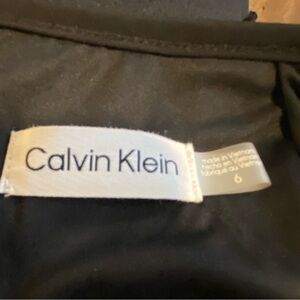 Calvin Klein
made in Vietnam
hecho en Vietnam
fabriqué au Vietnam
6